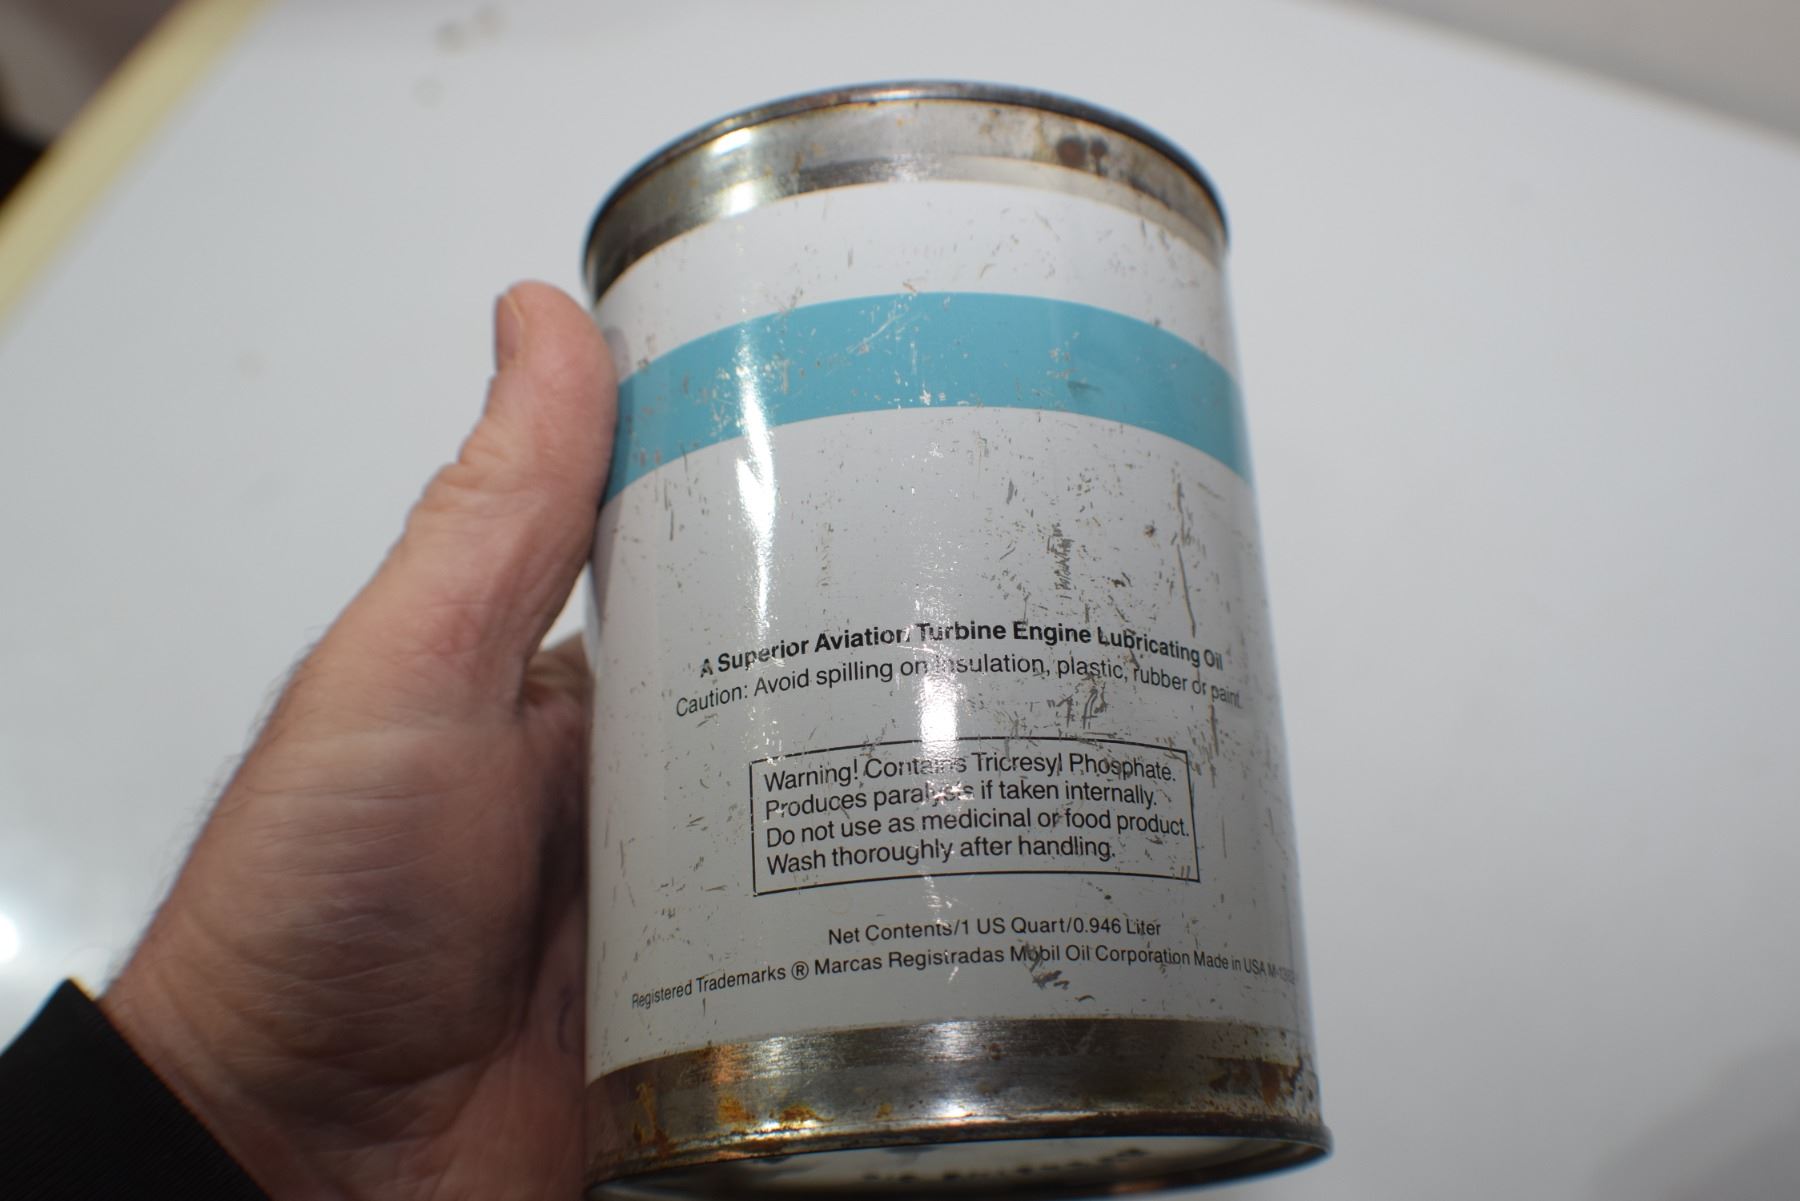 A Superior Aviation Turbine Engine Lubricating Oil
Caution: Avoid spilling on insulation, plastic, rubber or paint.
Warning! Contains Tricresyl Phosphate.
Produces paralysis if taken internally.
Do not use as medicinal or food product.
Wash thoroughly after handling.
Net Contents/1 US Quart/0.946 Liter
Registered Trademarks ® Marcas Registradas Mobil Oil Corporation Made in USA